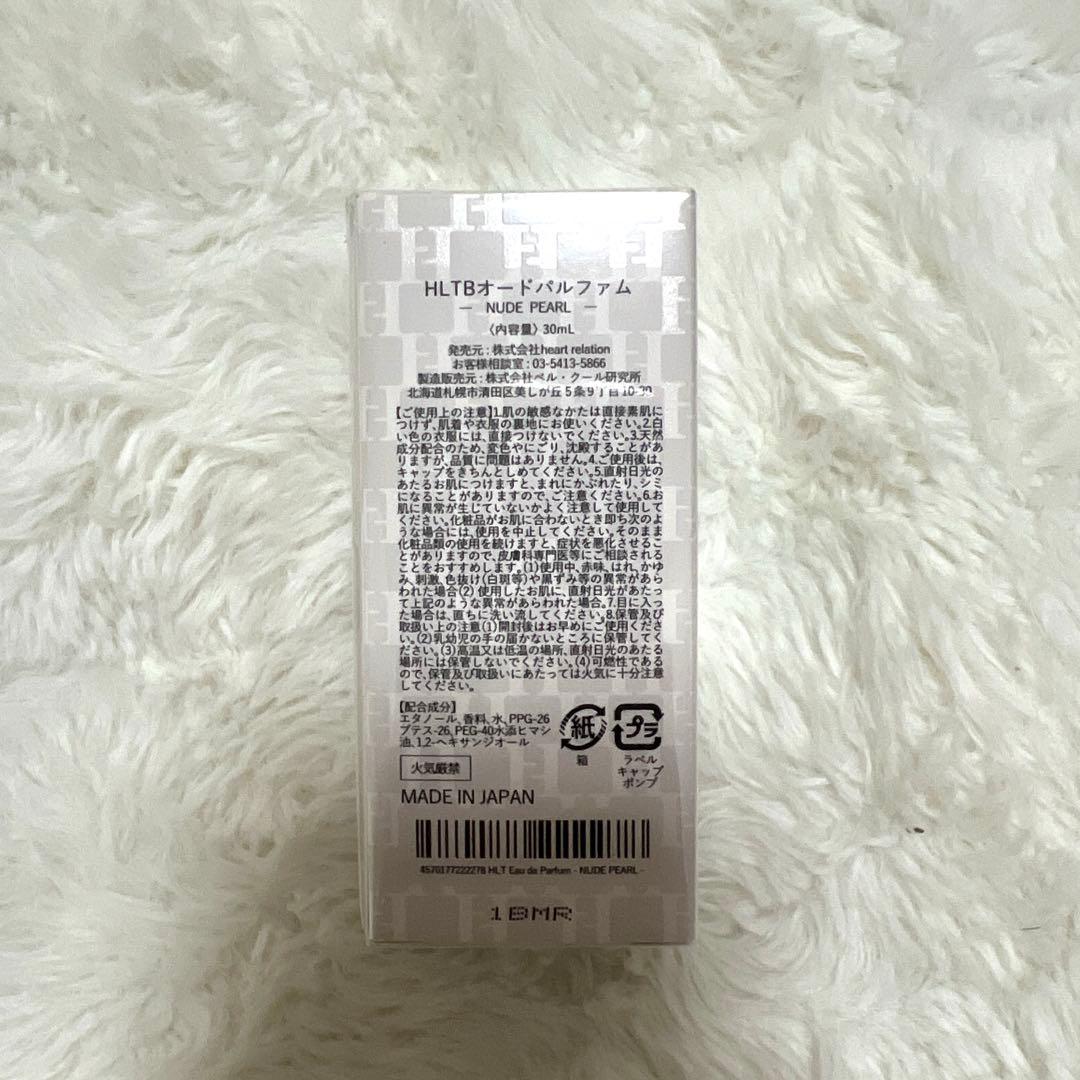 HLTBオードパルファム
— NUDE PEARL —
〈内容量〉30mL
発売元：株式会社heart relation
お客様相談室：03-5413-5866
製造販売元：株式会社ベル・クール研究所
北海道札幌市清田区美しが丘5条9丁目10-30
【ご使用上の注意】1.肌の敏感なかたは直接素肌に
つけず、肌着や衣服の裏地にお使いください。2.白
い色の衣服には、直接つけないでください。3.天然
成分配合のため、変色やにごり、沈殿することがあ
りますが、品質に問題はありません。4.ご使用後は、
キャップをきちんとしめてください。5.直射日光の
あたるお肌につけますと、まれにかぶれたり、シミ
になることがありますので、ご注意ください。6.お
肌に異常が生じていないかよく注意して使用して
ください。化粧品がお肌に合わないとき即ち次のよ
うな場合には、使用を中止してください。そのまま
化粧品類の使用を続けますと、症状を悪化させるこ
とがありますので、皮膚科専門医等にご相談される
ことをおすすめします。(1)使用中、赤味、はれ、かゆ
み、刺激、色抜け(白斑等)や黒ずみ等の異常があら
われた場合(2)使用したお肌に、直射日光があたっ
て上記のような異常があらわれた場合。7.目に入っ
た場合は、直ちに洗い流してください。8.保管及び
取扱い上の注意(1)開封後はお早めにご使用くださ
い。(2)乳幼児の手の届かないところに保管してくだ
さい。(3)高温又は低温の場所、直射日光のあたる
場所には保管しないでください。(4)可燃性である
ので、保管及び取扱いにあたっては火気に十分注意
してください。
【配合成分】
エタノール、香料、水、PPG-26
ブテス-26、PEG-40水添ヒマシ
油、1,2-ヘキサンジオール
紙
箱
プラ
ラベル
キャップ
ポンプ
火気厳禁
MADE IN JAPAN
4570177222278 HLT Eau de Parfum - NUDE PEARL -
1BMR